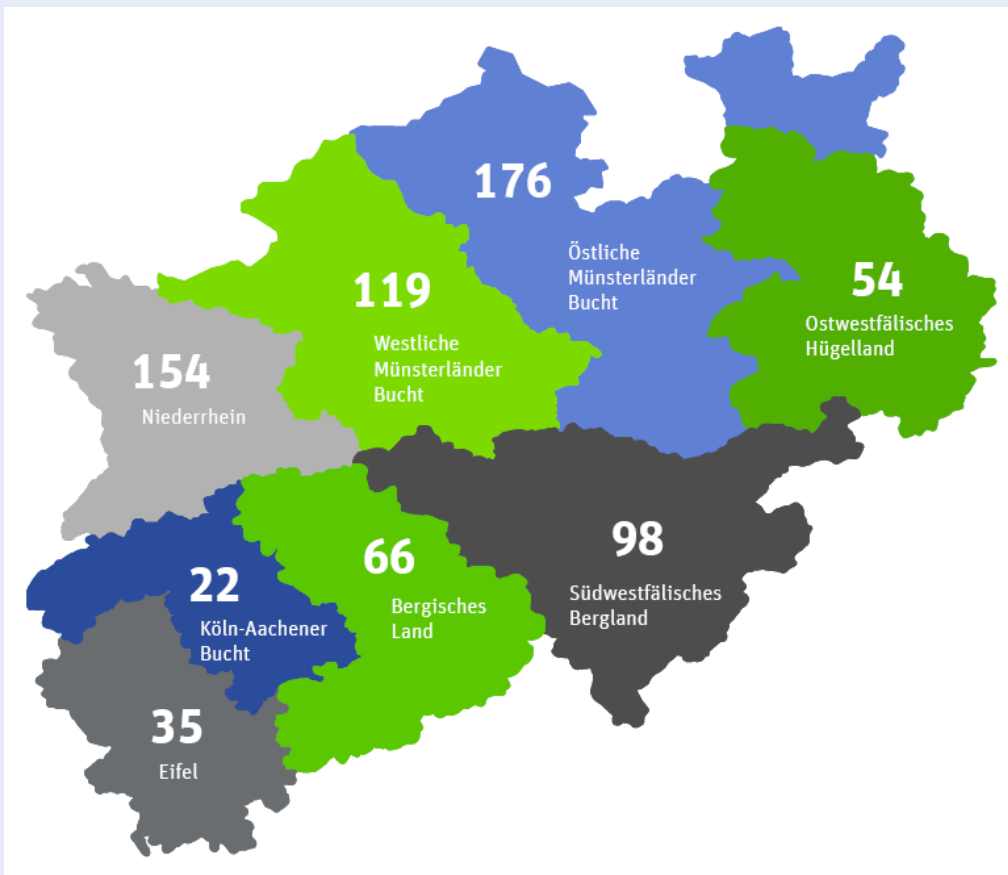 176
Östliche
Münsterländer
Bucht
54
Ostwestfälisches
Hügelland
119
Westliche
Münsterländer
Bucht
154
Niederrhein
98
Südwestfälisches
Bergland
66
Bergisches
Land
22
Köln-Aachener
Bucht
35
Eifel